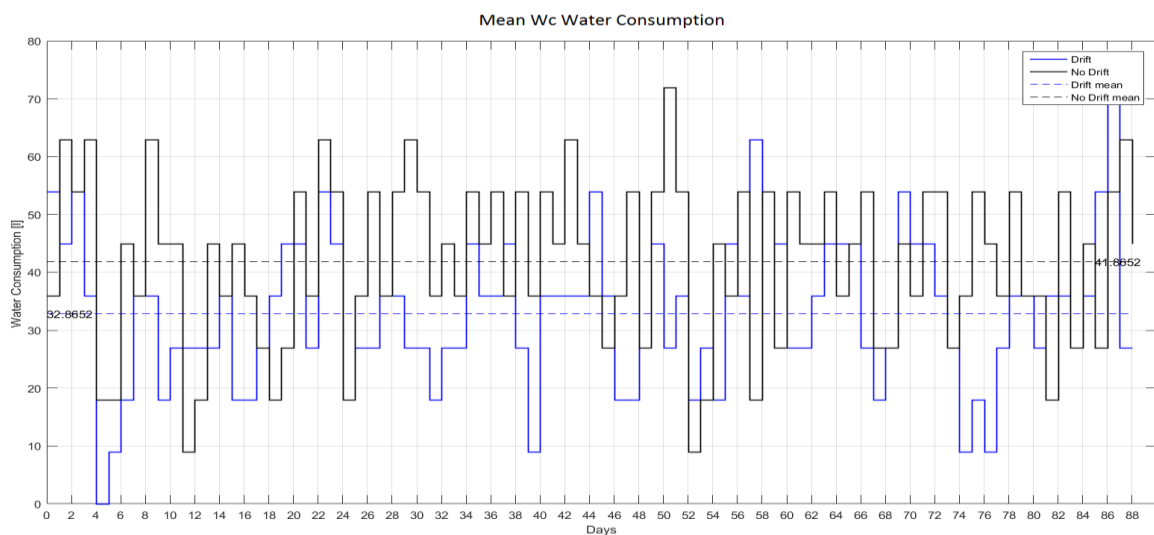 Mean Wc Water Consumption
80
70
60
50
40
30
20
10
0
Water Consumption [l]
Drift
No Drift
Drift mean
No Drift mean
41.8652
32.8652
0 2 4 6 8 10 12 14 16 18 20 22 24 26 28 30 32 34 36 38 40 42 44 46 48 50 52 54 56 58 60 62 64 66 68 70 72 74 76 78 80 82 84 86 88
Days